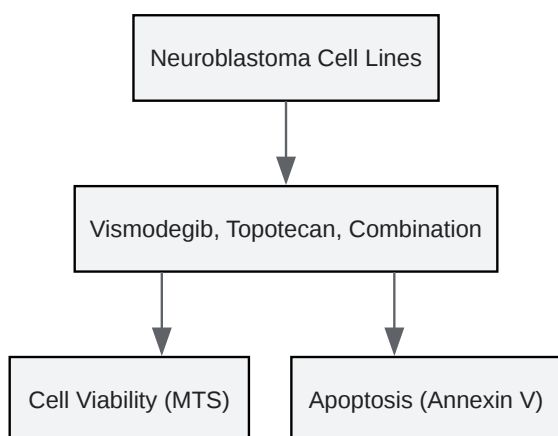 Neuroblastoma Cell Lines
Vismodegib, Topotecan, Combination
Cell Viability (MTS)
Apoptosis (Annexin V)